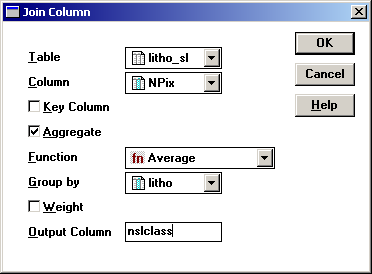 Join Column
Table litho_sl OK
Column NPix Cancel
Key Column Help
Aggregate
Function fn Average
Group by litho
Weight
Output Column nslclass